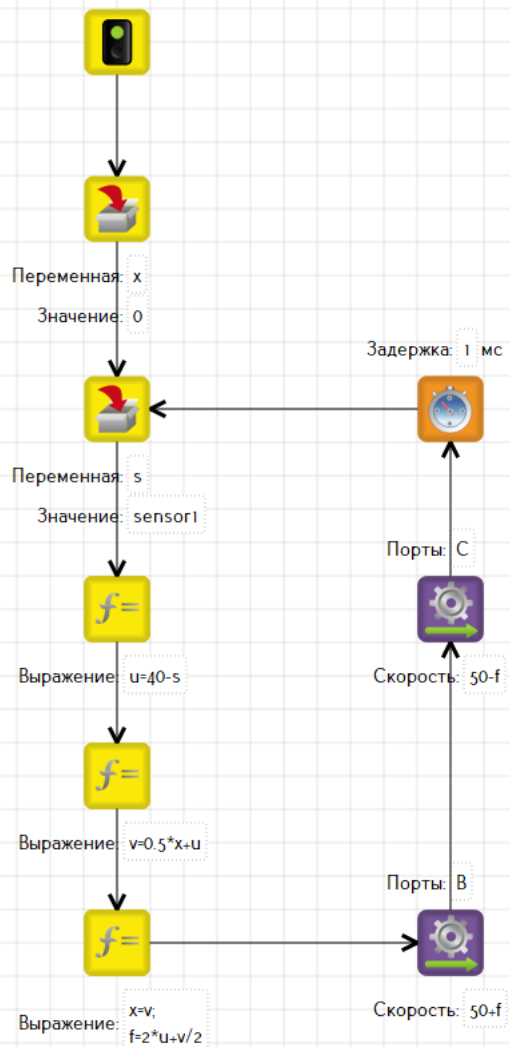 Переменная: x
Значение: 0
Задержка: 1 мс
Переменная: s
Значение: sensor1
Порты: C
Выражение: u=40-s
Скорость: 50-f
Выражение: v=0.5*x+u
Порты: B
Скорость: 50+f
Выражение: x=v;
f=2*u+v/2